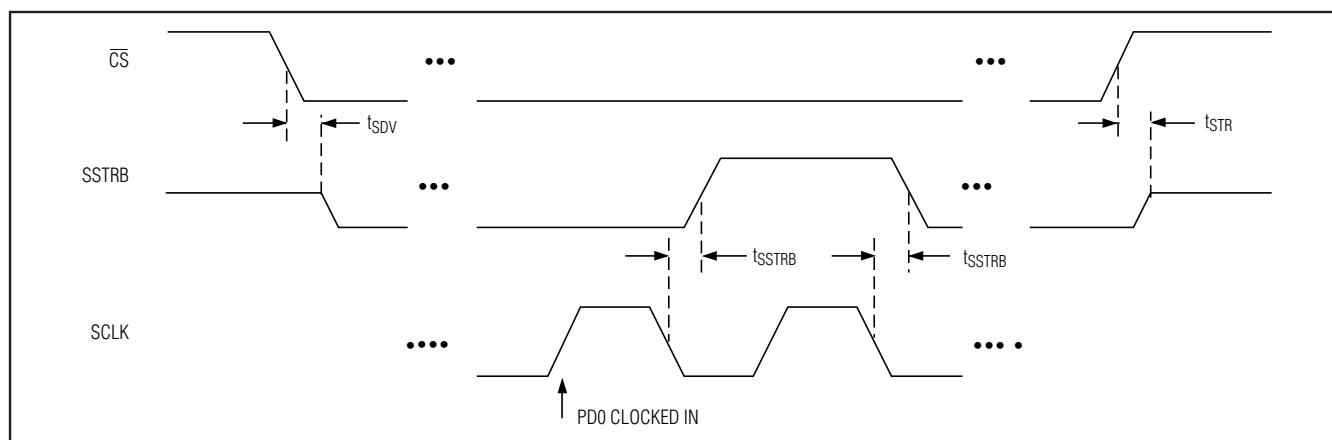 CS
tSDV
tSTR
SSTRB
tSSTRB
tSSTRB
SCLK
PD0 CLOCKED IN